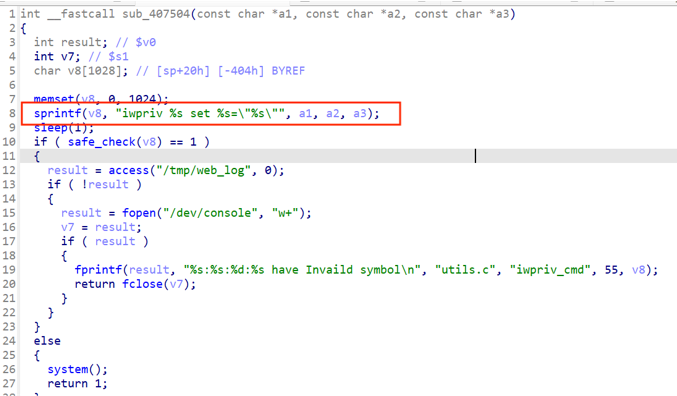 1 int __fastcall sub_407504(const char *a1, const char *a2, const char *a3)
2 {
3 int result; // $v0
4 int v7; // $s1
5 char v8[1028]; // [sp+20h] [-404h] BYREF
6
7 memset(v8, 0, 1024);
8 sprintf(v8, "iwpriv %s set %s=\"%s\"", a1, a2, a3);
9 sleep(1);
10 if ( safe_check(v8) == 1 )
11 {
12 result = access("/tmp/web_log", 0);
13 if ( !result )
14 {
15 result = fopen("/dev/console", "w+");
16 v7 = result;
17 if ( result )
18 {
19 fprintf(result, "%s:%s:%d:%s have Invaild symbol\n", "utils.c", "iwpriv_cmd", 55, v8);
20 return fclose(v7);
21 }
22 }
23 }
24 else
25 {
26 system();
27 return 1;